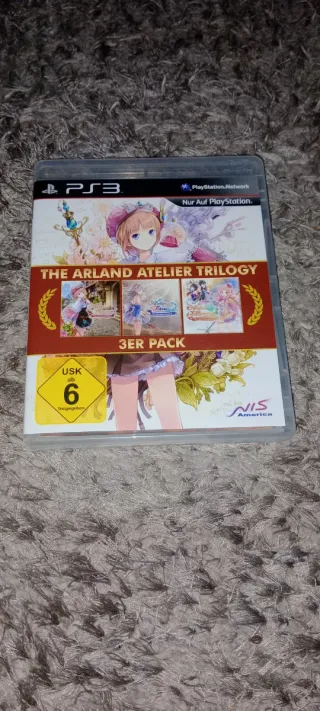 PS3
PlayStation.Network
Nur Auf PlayStation.
THE ARLAND ATELIER TRILOGY
3ER PACK
USK
ab
6
freigegeben
NIS
America